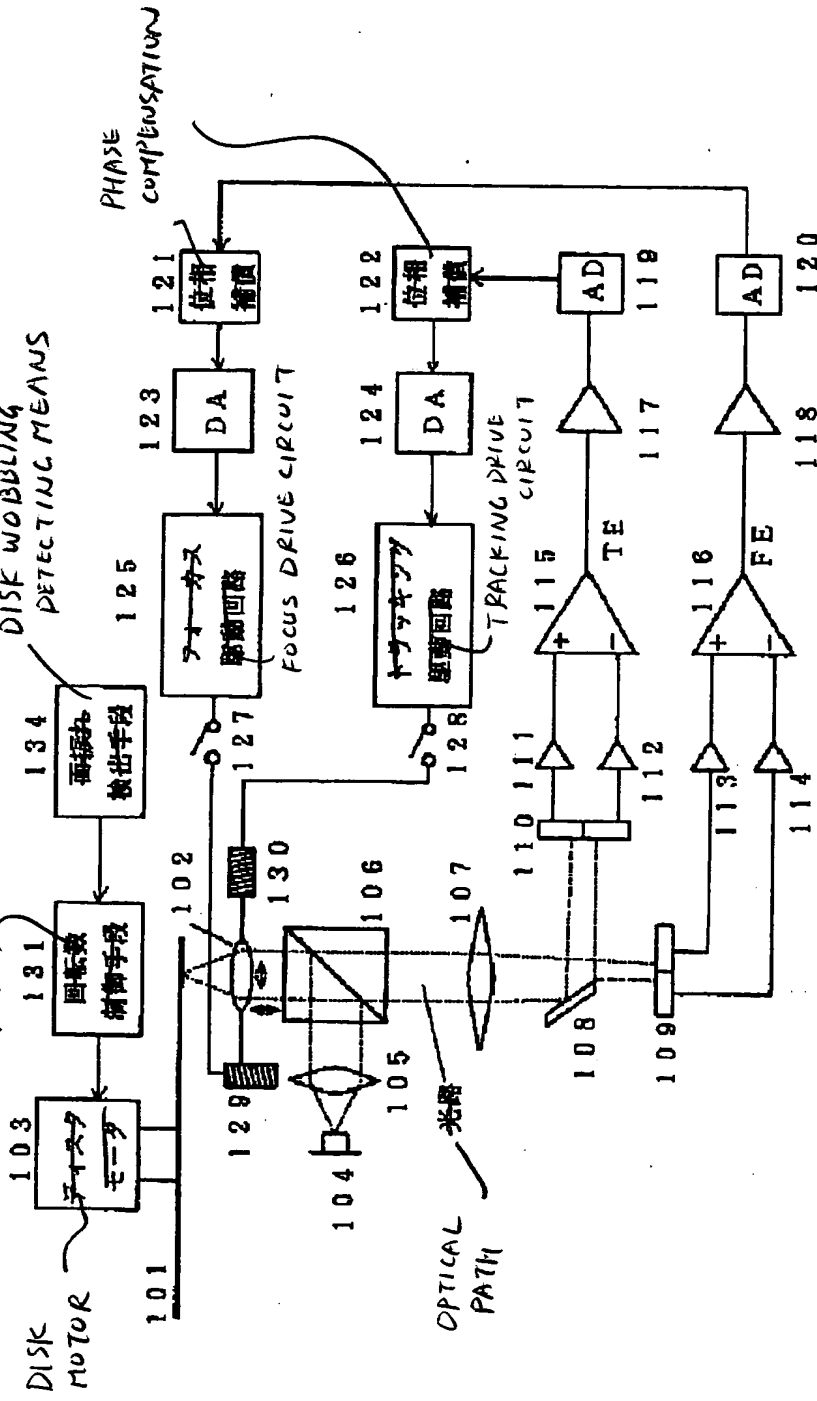 DISK
MOTOR
103
ディスク
モータ
131
回転数
制御手段
134
面振れ
検出手段
DISK WOBBLING
DETECTING MEANS
101
102
125
フォーカス
駆動回路
FOCUS DRIVE CIRCUIT
123
DA
121
位相
補償
PHASE
COMPENSATION
127
129
130
126
トラッキング
駆動回路
TRACKING DRIVE
CIRCUIT
124
DA
122
位相
補償
128
104
105
106
107
光路
OPTICAL
PATH
108
109
110
111
112
113
114
115
+
-
TE
116
+
-
FE
117
118
AD
119
AD
120